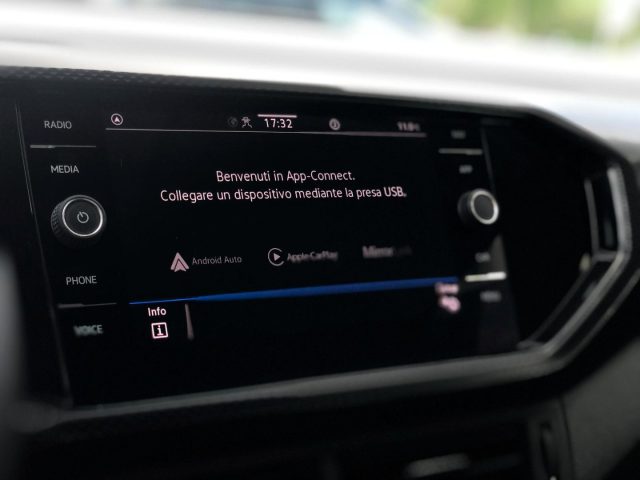 RADIO
MEDIA
PHONE
VOICE
17:32
Benvenuti in App-Connect.
Collegare un dispositivo mediante la presa USB.
Android Auto
Apple CarPlay
Info
i